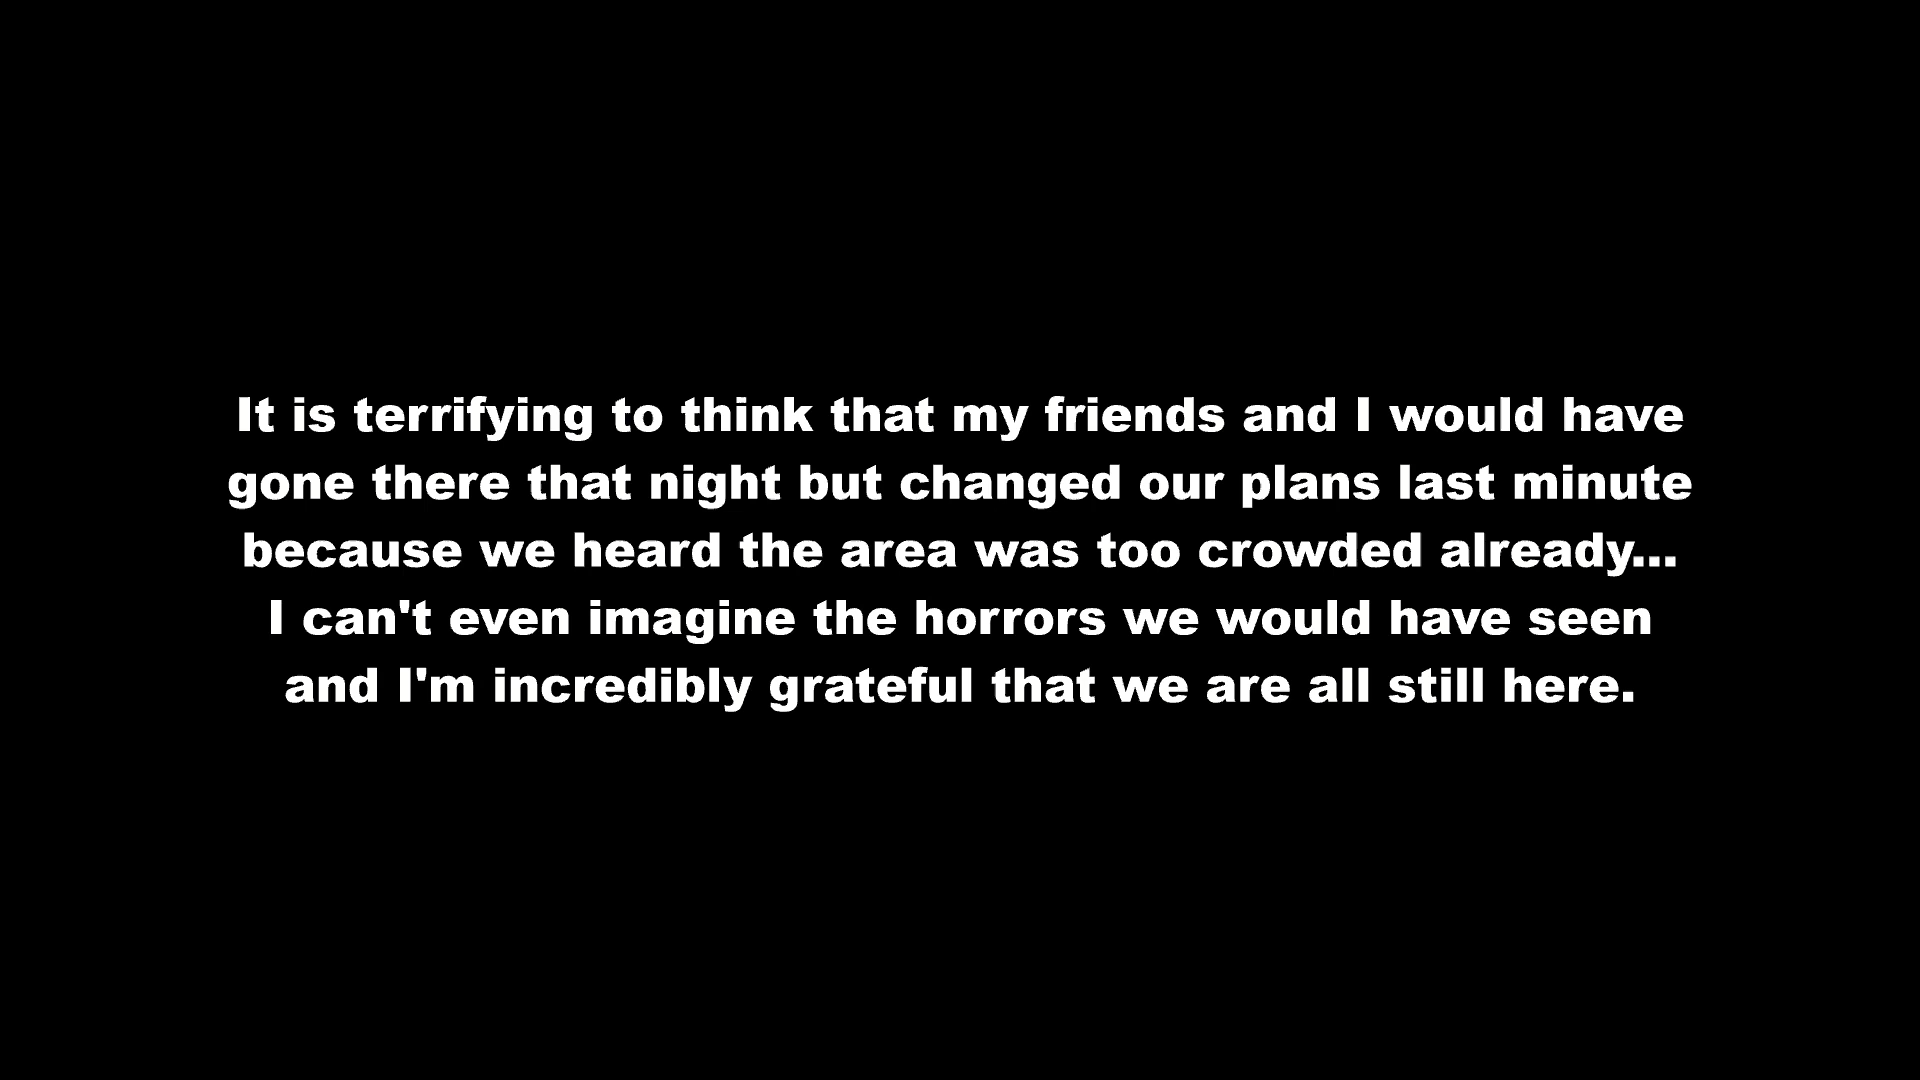 It is terrifying to think that my friends and I would have
gone there that night but changed our plans last minute
because we heard the area was too crowded already...
I can't even imagine the horrors we would have seen
and I'm incredibly grateful that we are all still here.